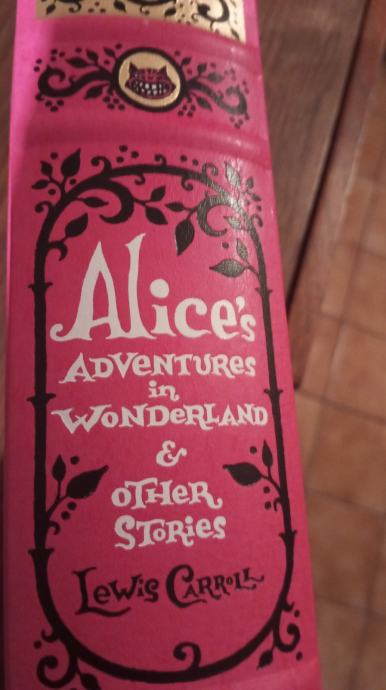 Alice's
ADVENTURES
in
WONDERLAND
&
OTHER
STORIES
LEWIS CARROLL